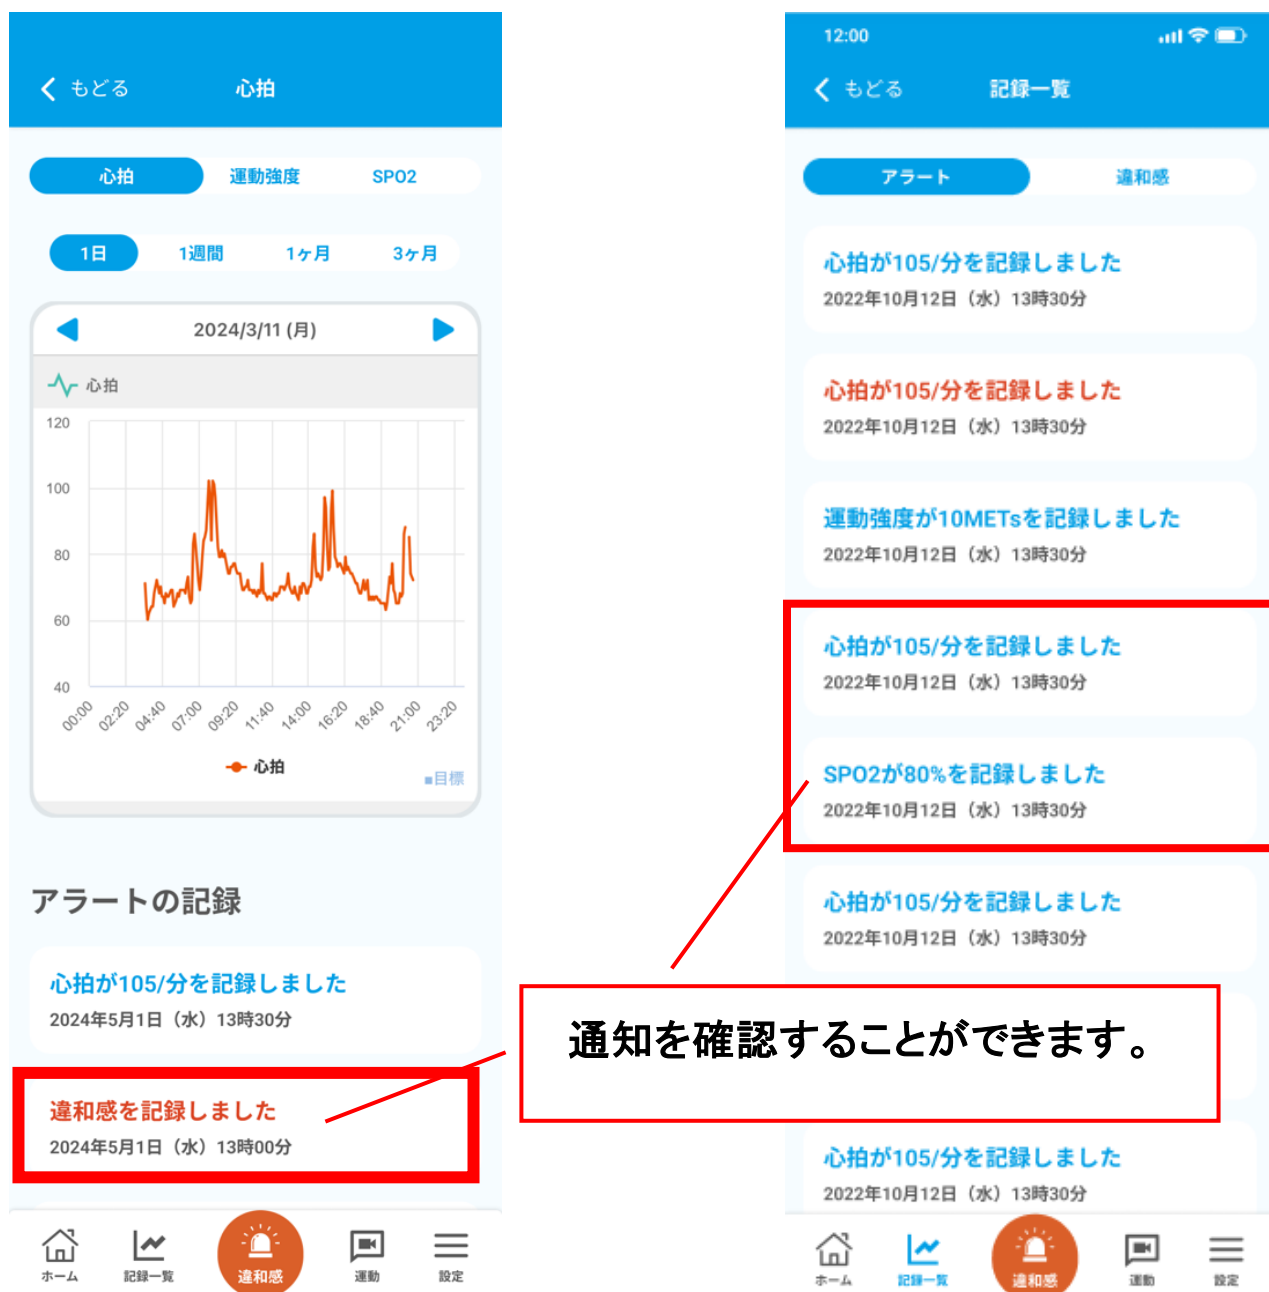 もどる
心拍
心拍
運動強度
SPO2
1日
1週間
1ヶ月
3ヶ月
2024/3/11 (月)
心拍
120
100
80
60
40
00:00
02:20
04:40
07:00
09:20
11:40
14:00
16:20
18:40
21:00
23:20
心拍
■目標
アラートの記録
心拍が105/分を記録しました
2024年5月1日（水）13時30分
違和感を記録しました
2024年5月1日（水）13時00分
ホーム
記録一覧
違和感
運動
設定
通知を確認することができます。
12:00
もどる
記録一覧
アラート
違和感
心拍が105/分を記録しました
2022年10月12日（水）13時30分
心拍が105/分を記録しました
2022年10月12日（水）13時30分
運動強度が10METsを記録しました
2022年10月12日（水）13時30分
心拍が105/分を記録しました
2022年10月12日（水）13時30分
SPO2が80%を記録しました
2022年10月12日（水）13時30分
心拍が105/分を記録しました
2022年10月12日（水）13時30分
心拍が105/分を記録しました
2022年10月12日（水）13時30分
ホーム
記録一覧
違和感
運動
設定